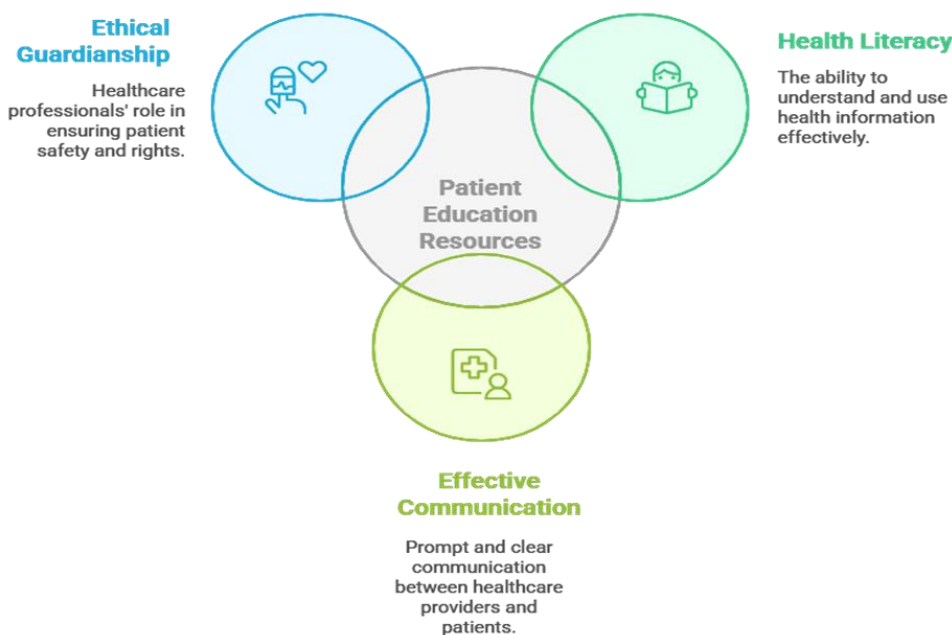 Ethical
Guardianship
Healthcare
professionals' role in
ensuring patient
safety and rights.
Health Literacy
The ability to
understand and use
health information
effectively.
Patient
Education
Resources
Effective
Communication
Prompt and clear
communication
between healthcare
providers and
patients.